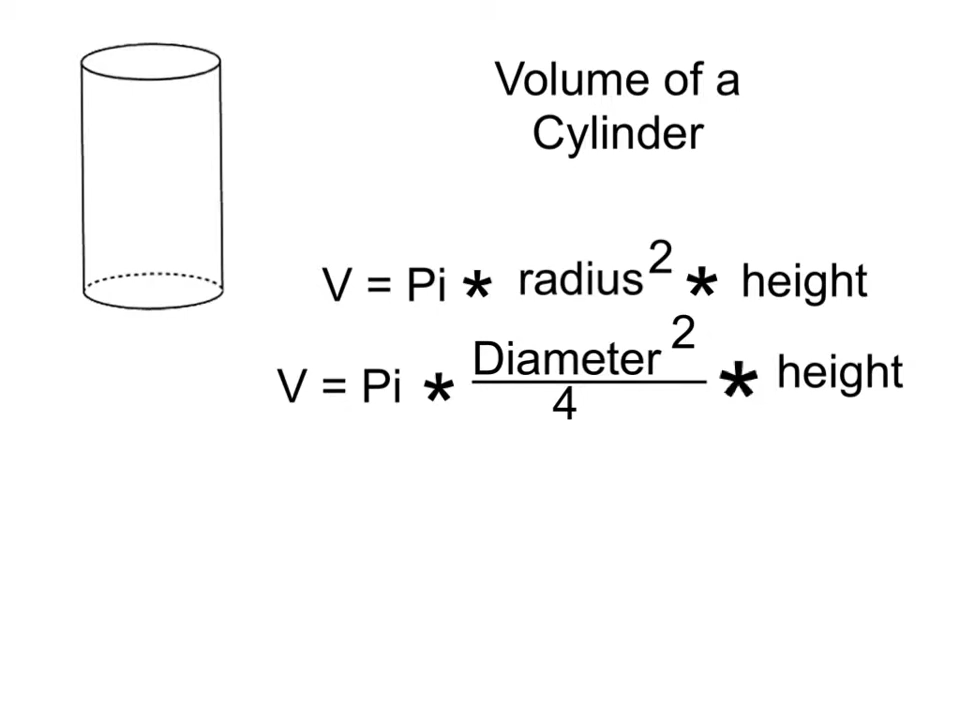 Volume of a
Cylinder
V = Pi * radius² * height
V = Pi * Diameter² / 4 * height